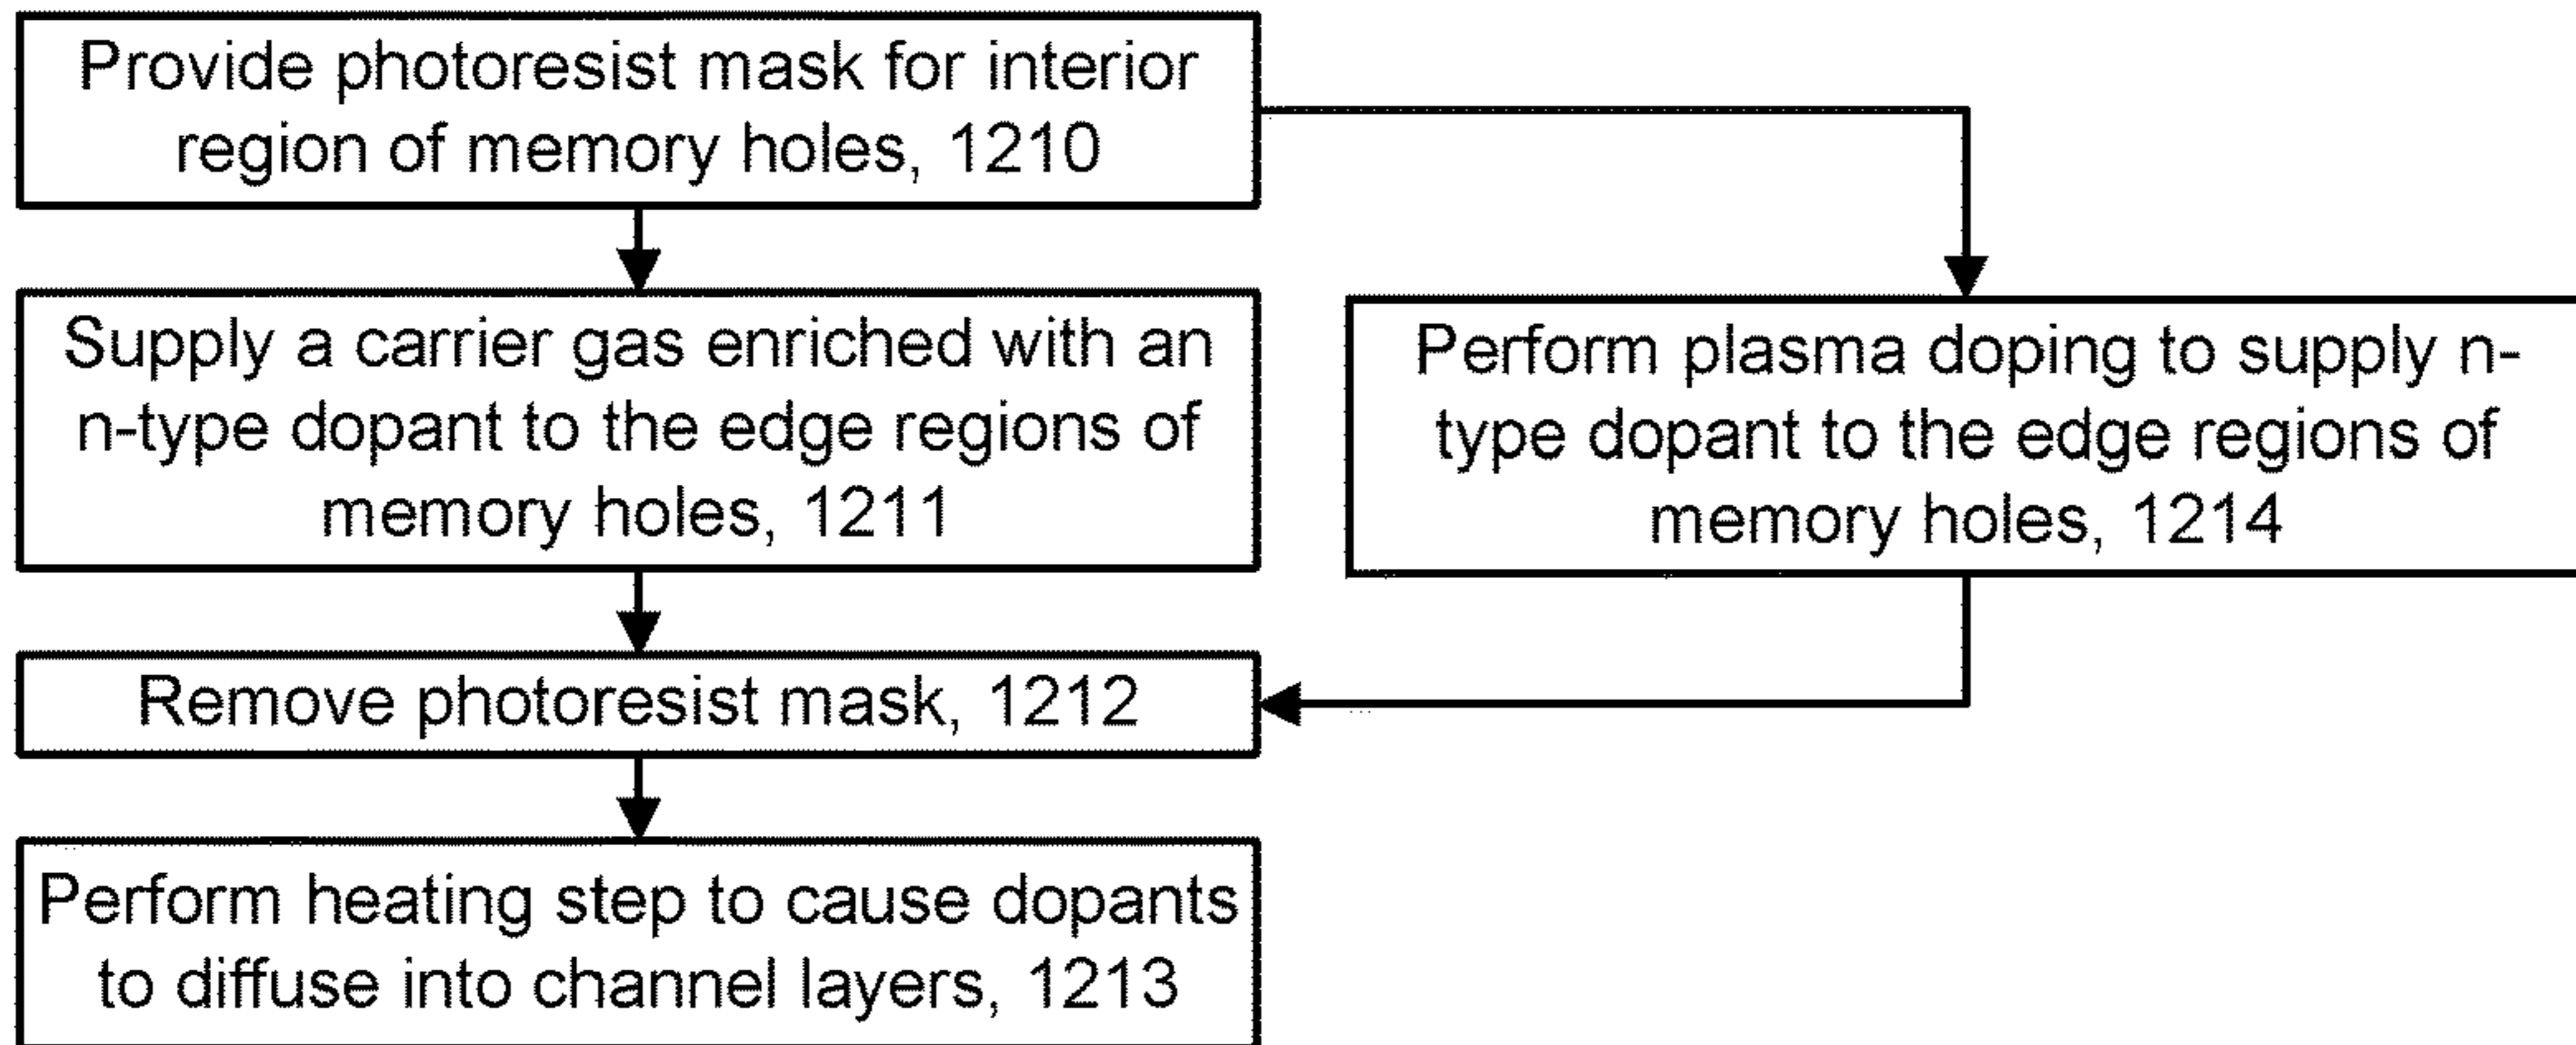 Provide photoresist mask for interior
region of memory holes, 1210
Supply a carrier gas enriched with an
n-type dopant to the edge regions of
memory holes, 1211
Perform plasma doping to supply n-
type dopant to the edge regions of
memory holes, 1214
Remove photoresist mask, 1212
Perform heating step to cause dopants
to diffuse into channel layers, 1213